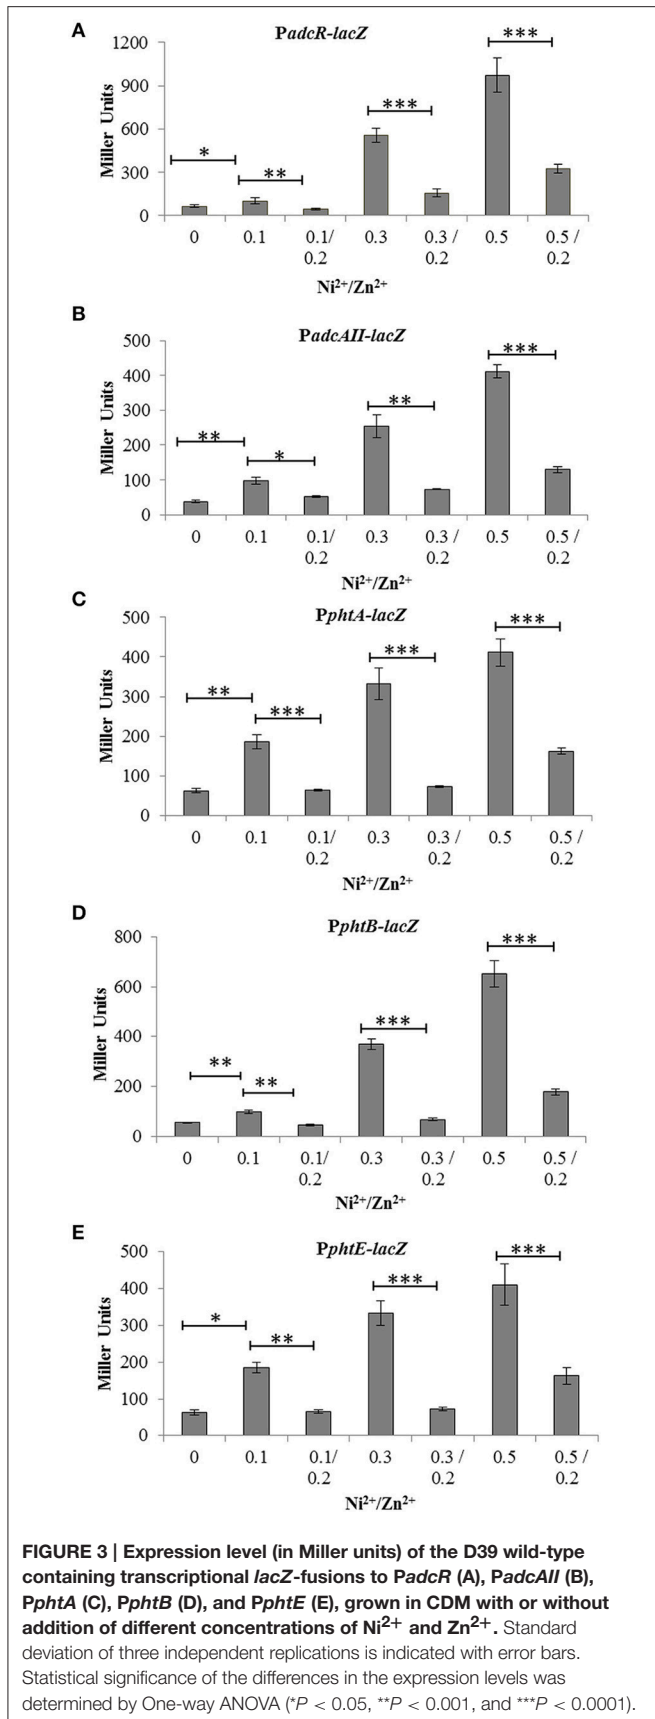 A
PadcR-lacZ
Miller Units
1200
900
600
300
0
*
**
***
***
0 0.1 0.1/ 0.3 0.3 / 0.5 0.5 /
0.2 0.2 0.2
Ni²⁺/Zn²⁺
B
PadcAII-lacZ
Miller Units
500
400
300
200
100
0
**
*
**
***
0 0.1 0.1/ 0.3 0.3 / 0.5 0.5 /
0.2 0.2 0.2
Ni²⁺/Zn²⁺
C
PphtA-lacZ
Miller Units
500
400
300
200
100
0
**
***
***
***
0 0.1 0.1/ 0.3 0.3 / 0.5 0.5 /
0.2 0.2 0.2
Ni²⁺/Zn²⁺
D
PphtB-lacZ
Miller Units
800
600
400
200
0
**
**
***
***
0 0.1 0.1/ 0.3 0.3 / 0.5 0.5 /
0.2 0.2 0.2
Ni²⁺/Zn²⁺
E
PphtE-lacZ
Miller Units
500
400
300
200
100
0
*
**
***
***
0 0.1 0.1/ 0.3 0.3 / 0.5 0.5 /
0.2 0.2 0.2
Ni²⁺/Zn²⁺
FIGURE 3 | Expression level (in Miller units) of the D39 wild-type
containing transcriptional lacZ-fusions to PadcR (A), PadcAII (B),
PphtA (C), PphtB (D), and PphtE (E), grown in CDM with or without
addition of different concentrations of Ni²⁺ and Zn²⁺. Standard
deviation of three independent replications is indicated with error bars.
Statistical significance of the differences in the expression levels was
determined by One-way ANOVA (*P < 0.05, **P < 0.001, and ***P < 0.0001).